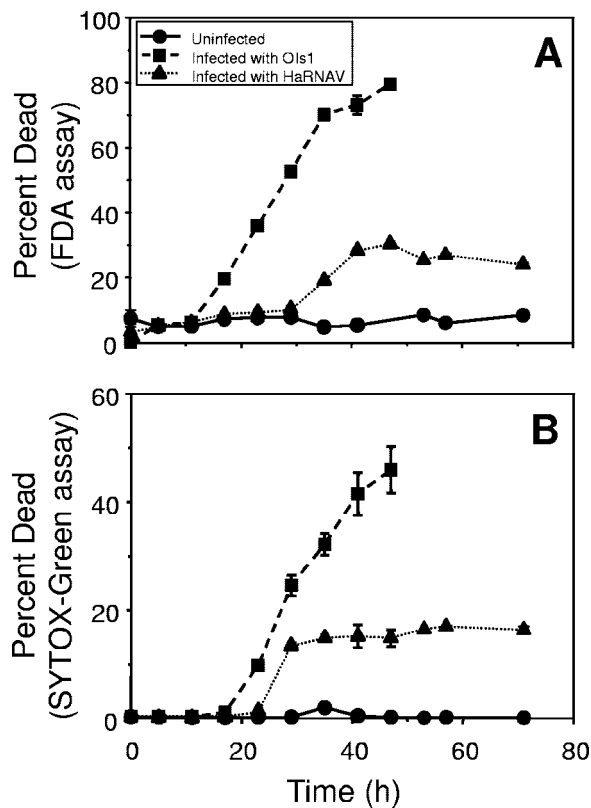 Uninfected
Infected with OIs1
Infected with HaRNAV
A
Percent Dead
(FDA assay)
100
80
60
40
20
0
B
Percent Dead
(SYTOX-Green assay)
60
40
20
0
0 20 40 60 80
Time (h)